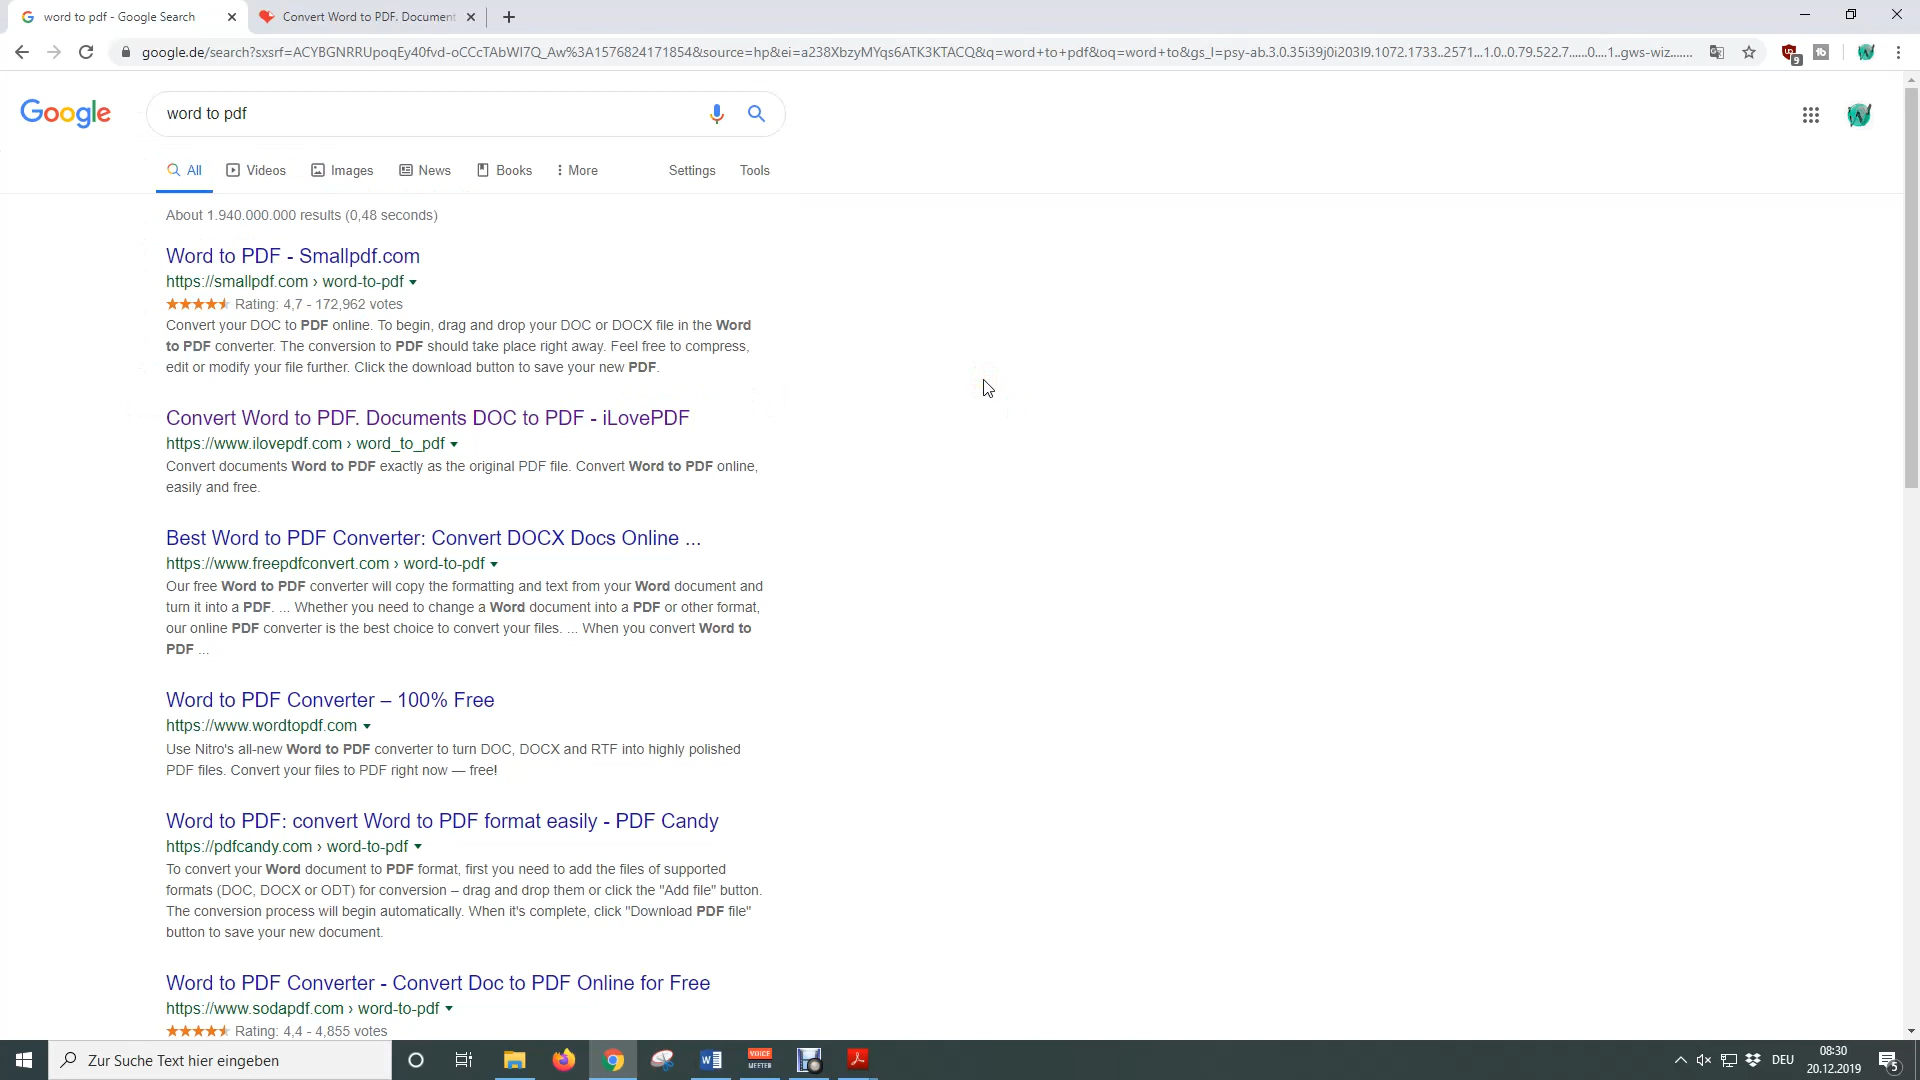 word to pdf - Google Search
Convert Word to PDF. Document
google.de/search?sxsrf=ACYBGNRRUpoqEy40fvd-oCCcTAbWI7Q_Aw%3A1576824171854&source=hp&ei=a238XbzyMYqs6ATK3KTACQ&q=word+to+pdf&oq=word+to&gs_l=psy-ab.3.0.35i39j0i203l9.1072.1733..2571...1.0..0.79.522.7......0....1..gws-wiz.......
9
Google
word to pdf
All Videos Images News Books More Settings Tools
About 1.940.000.000 results (0,48 seconds)
Word to PDF - Smallpdf.com
https://smallpdf.com › word-to-pdf
Rating: 4,7 - 172,962 votes
Convert your DOC to PDF online. To begin, drag and drop your DOC or DOCX file in the Word
to PDF converter. The conversion to PDF should take place right away. Feel free to compress,
edit or modify your file further. Click the download button to save your new PDF.
Convert Word to PDF. Documents DOC to PDF - iLovePDF
https://www.ilovepdf.com › word_to_pdf
Convert documents Word to PDF exactly as the original PDF file. Convert Word to PDF online,
easily and free.
Best Word to PDF Converter: Convert DOCX Docs Online ...
https://www.freepdfconvert.com › word-to-pdf
Our free Word to PDF converter will copy the formatting and text from your Word document and
turn it into a PDF. ... Whether you need to change a Word document into a PDF or other format,
our online PDF converter is the best choice to convert your files. ... When you convert Word to
PDF ...
Word to PDF Converter – 100% Free
https://www.wordtopdf.com
Use Nitro's all-new Word to PDF converter to turn DOC, DOCX and RTF into highly polished
PDF files. Convert your files to PDF right now — free!
Word to PDF: convert Word to PDF format easily - PDF Candy
https://pdfcandy.com › word-to-pdf
To convert your Word document to PDF format, first you need to add the files of supported
formats (DOC, DOCX or ODT) for conversion – drag and drop them or click the "Add file" button.
The conversion process will begin automatically. When it's complete, click "Download PDF file"
button to save your new document.
Word to PDF Converter - Convert Doc to PDF Online for Free
https://www.sodapdf.com › word-to-pdf
Rating: 4,4 - 4,855 votes
Zur Suche Text hier eingeben
VOICE
MEETER
DEU
08:30
20.12.2019
5